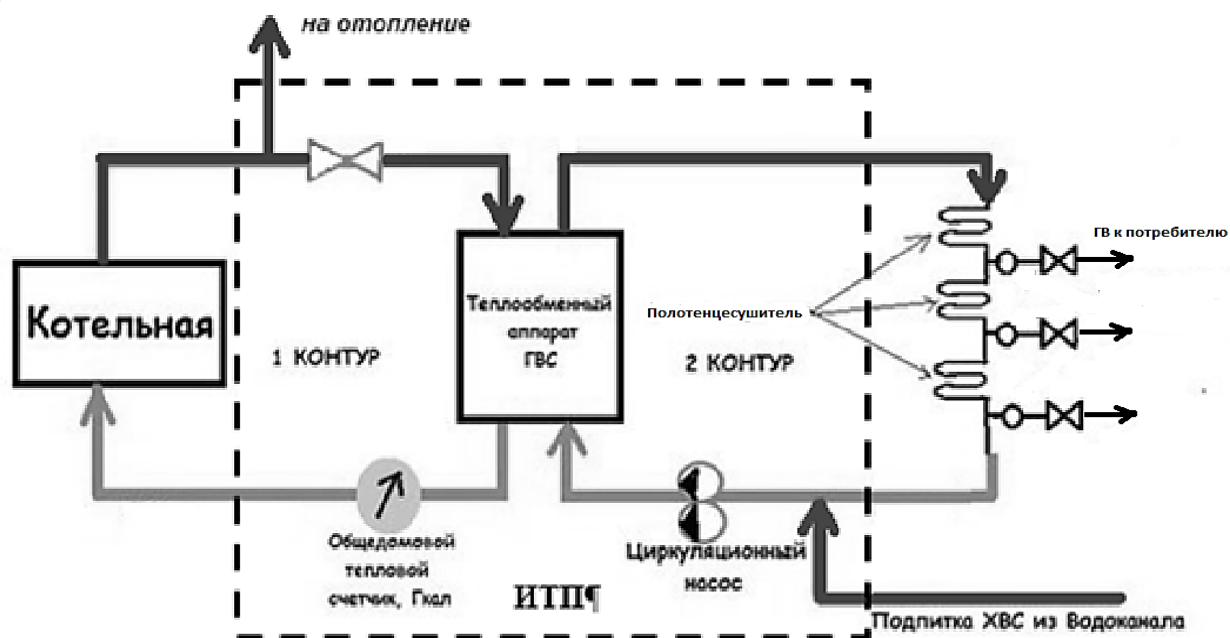 на отопление
ГВ к потребителю
Котельная
Теплообменный
аппарат
ГВС
Полотенцесушитель
1 КОНТУР
2 КОНТУР
Общедомовой
тепловой
счетчик, Гкал
ИТП¶
Циркуляционный
насос
Подпитка ХВС из Водоканала